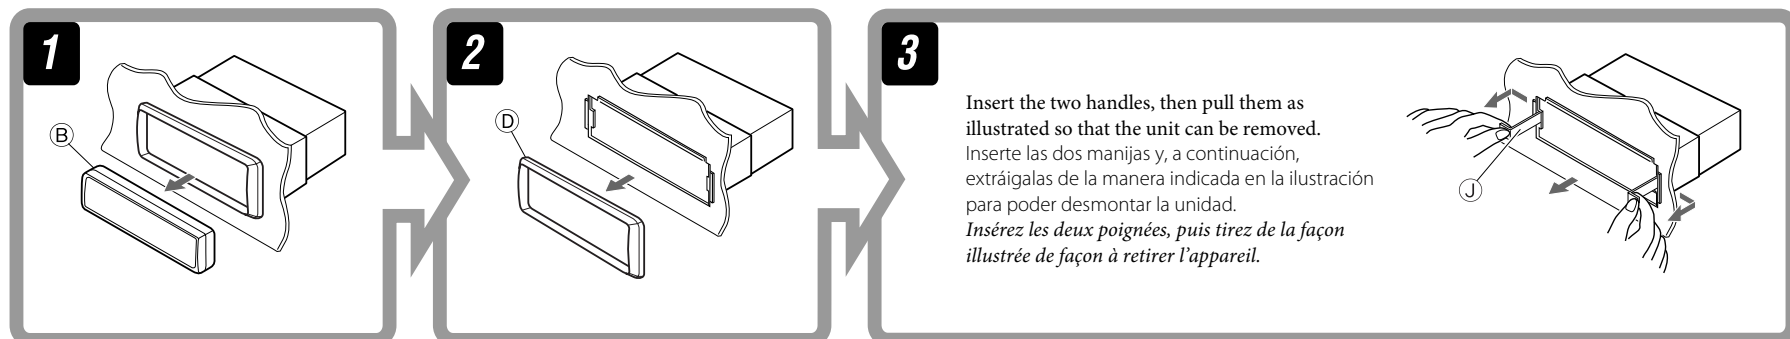 1
B
2
D
3
Insert the two handles, then pull them as
illustrated so that the unit can be removed.
Inserte las dos manijas y, a continuación,
extráigalas de la manera indicada en la ilustración
para poder desmontar la unidad.
Insérez les deux poignées, puis tirez de la façon
illustrée de façon à retirer l’appareil.
J